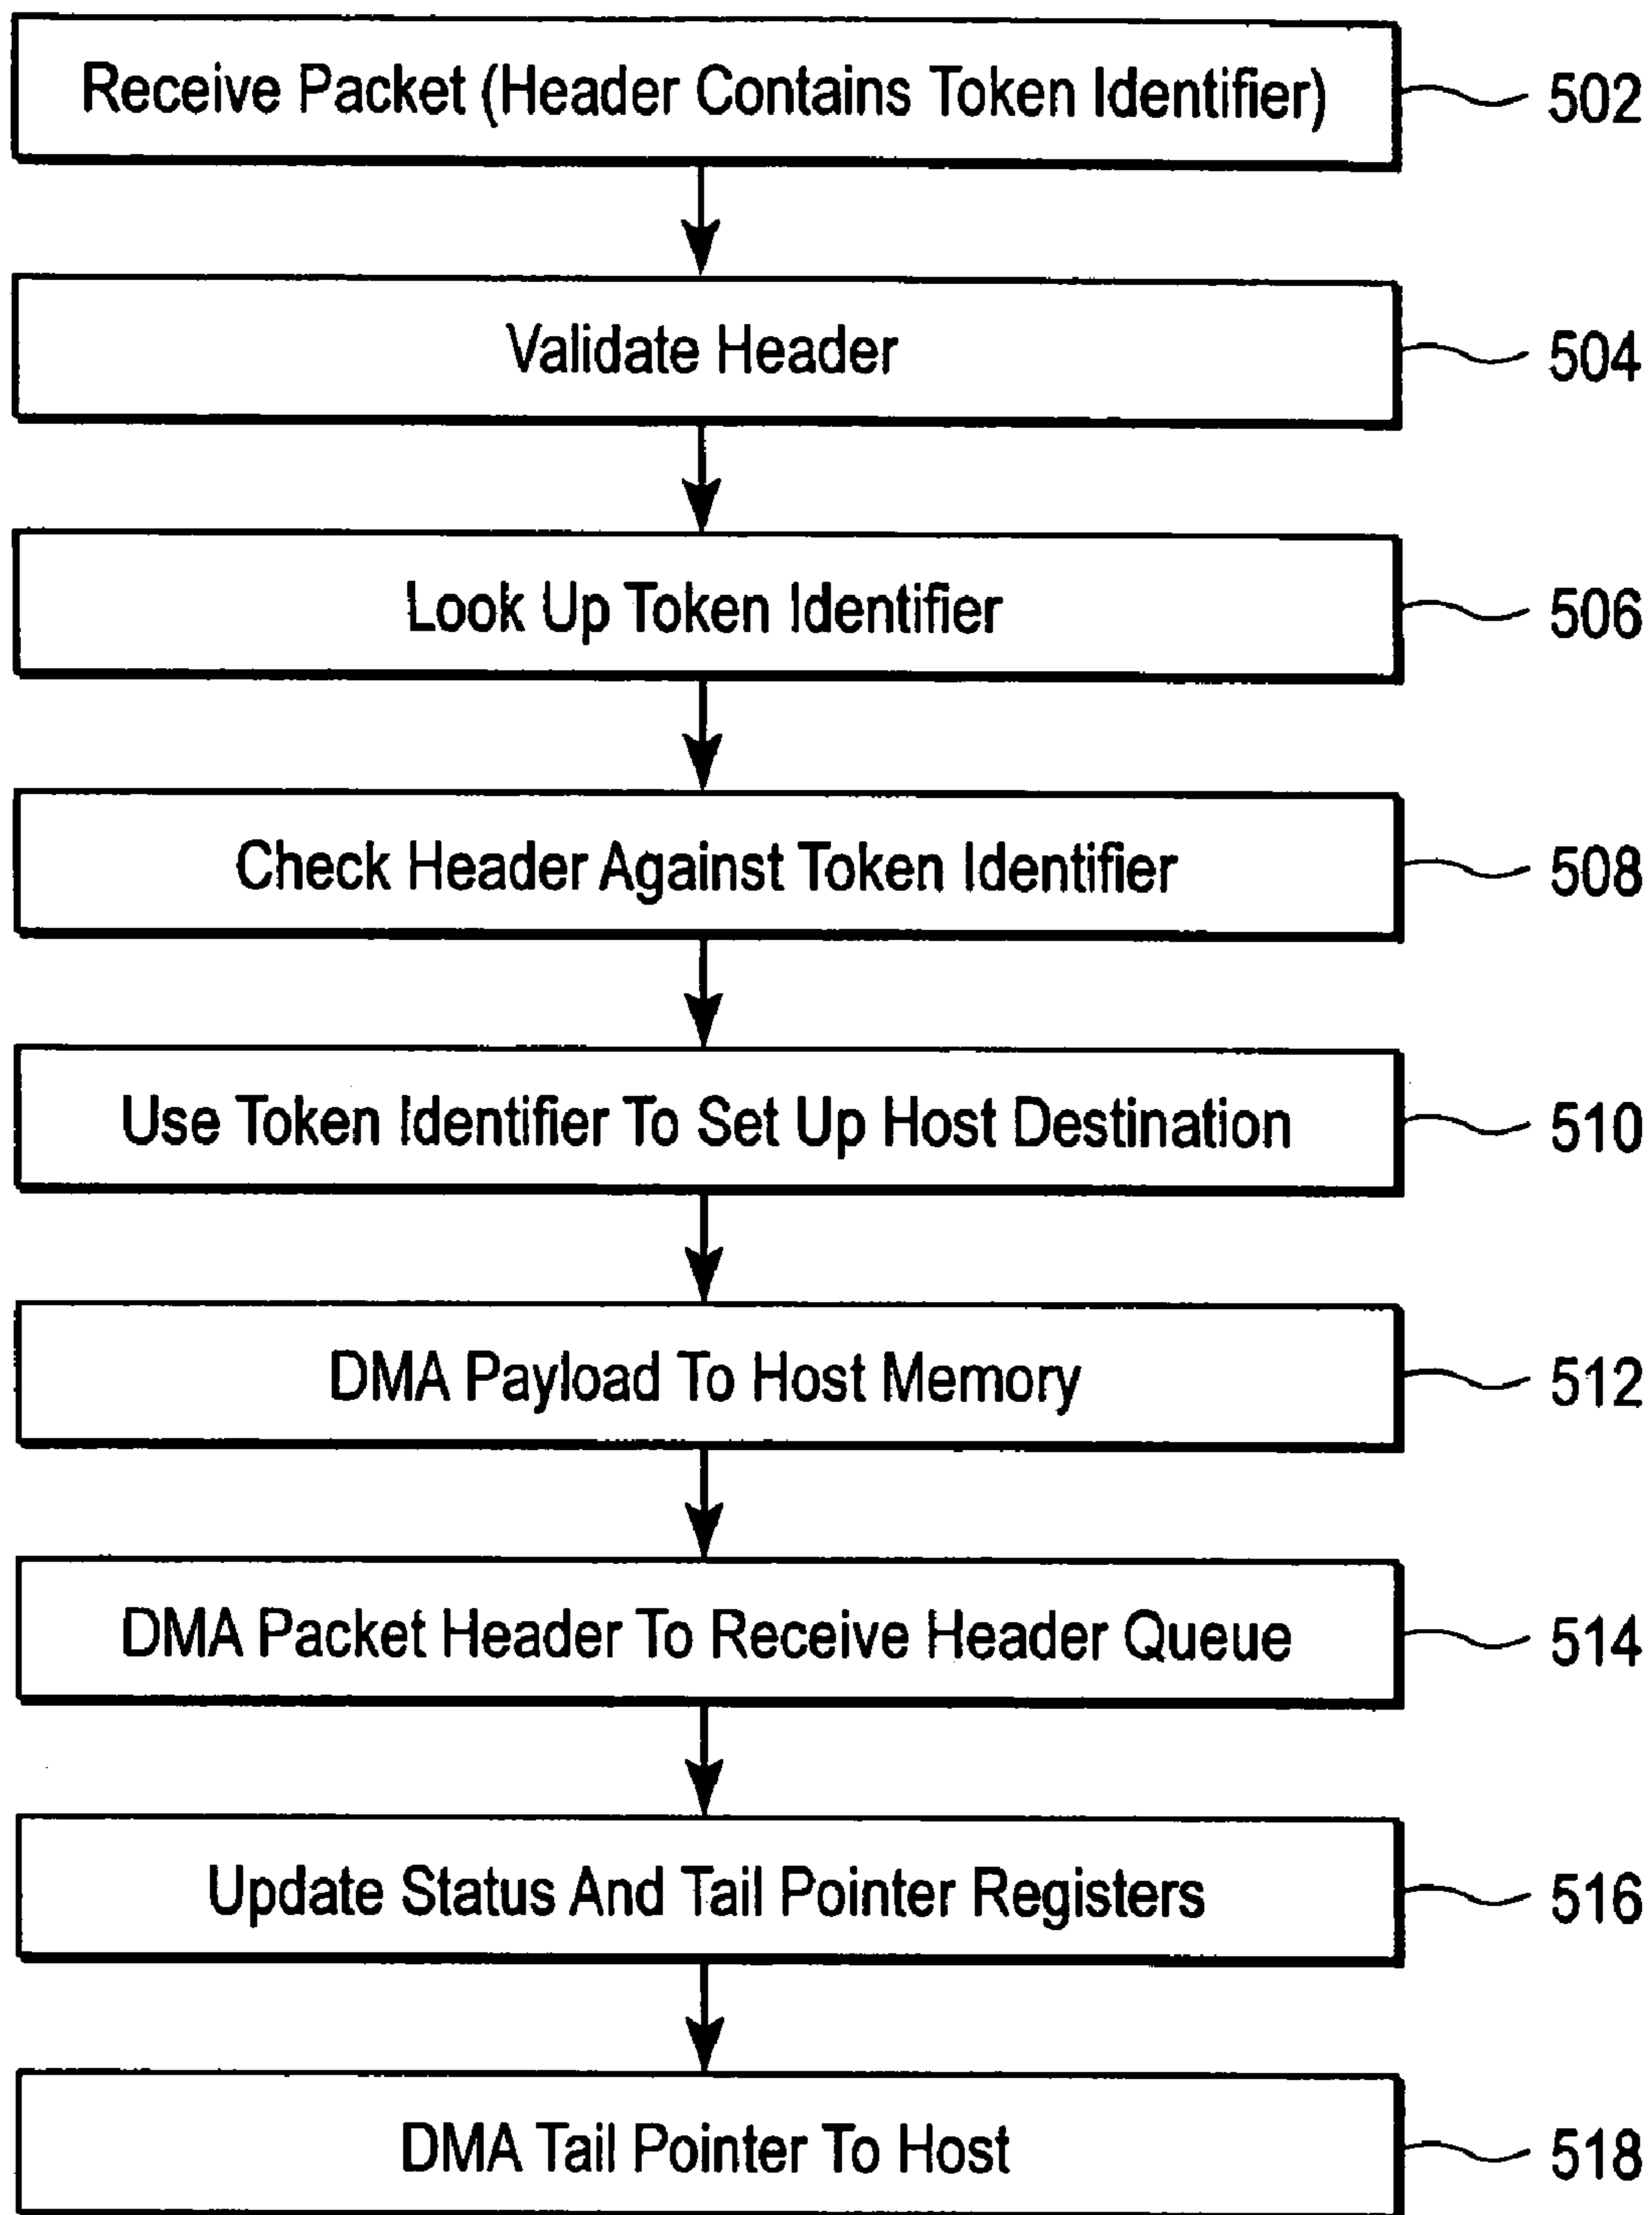 Receive Packet (Header Contains Token Identifier) 502
Validate Header 504
Look Up Token Identifier 506
Check Header Against Token Identifier 508
Use Token Identifier To Set Up Host Destination 510
DMA Payload To Host Memory 512
DMA Packet Header To Receive Header Queue 514
Update Status And Tail Pointer Registers 516
DMA Tail Pointer To Host 518